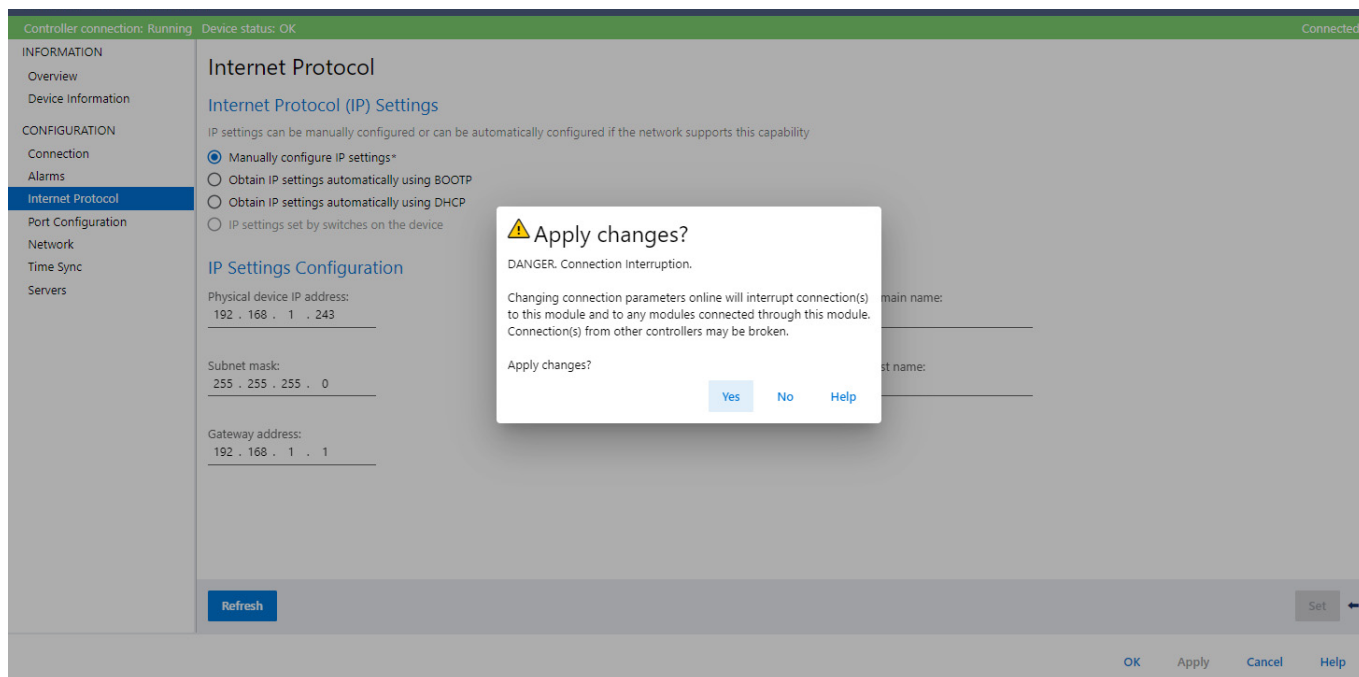 Controller connection: Running Device status: OK Connected
INFORMATION
Overview
Device Information
CONFIGURATION
Connection
Alarms
Internet Protocol
Port Configuration
Network
Time Sync
Servers
Internet Protocol
Internet Protocol (IP) Settings
IP settings can be manually configured or can be automatically configured if the network supports this capability
Manually configure IP settings*
Obtain IP settings automatically using BOOTP
Obtain IP settings automatically using DHCP
IP settings set by switches on the device
IP Settings Configuration
Physical device IP address:
192 . 168 . 1 . 243
Subnet mask:
255 . 255 . 255 . 0
Gateway address:
192 . 168 . 1 . 1
main name:
st name:
Apply changes?
DANGER. Connection Interruption.
Changing connection parameters online will interrupt connection(s)
to this module and to any modules connected through this module.
Connection(s) from other controllers may be broken.
Apply changes?
Yes No Help
Refresh
Set
OK Apply Cancel Help